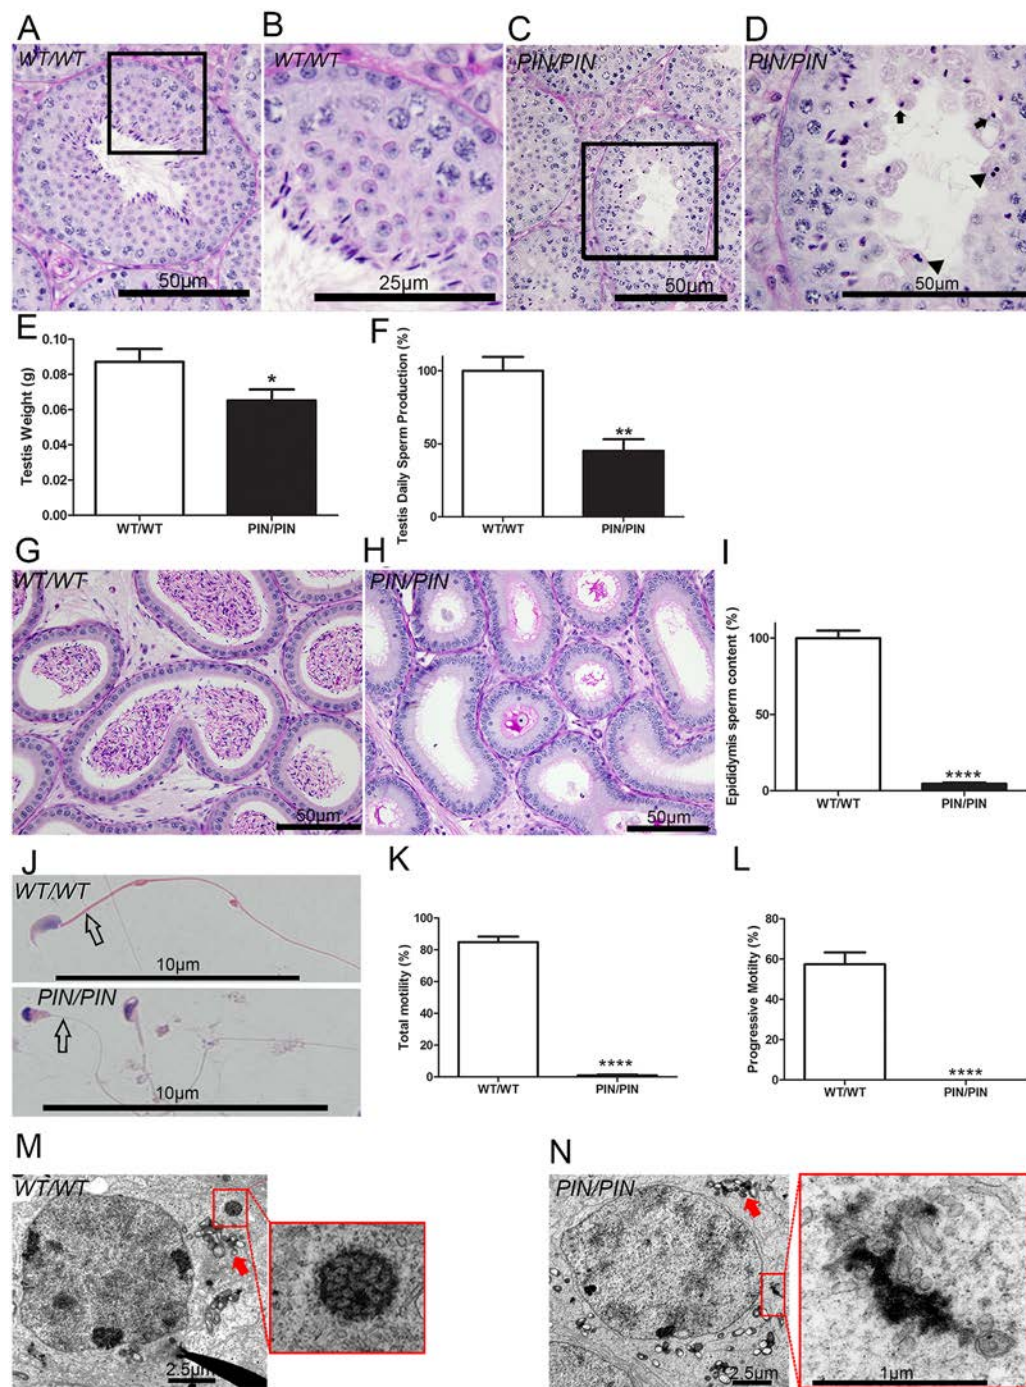 A
WT/WT
50µm
B
WT/WT
25µm
C
PIN/PIN
50µm
D
PIN/PIN
50µm
E
Testis Weight (g)
0.10
0.08
0.06
0.04
0.02
0.00
*
WT/WT
PIN/PIN
F
Testis Daily Sperm Production (%)
100
50
0
**
WT/WT
PIN/PIN
G
WT/WT
50µm
H
PIN/PIN
50µm
I
Epididymis sperm content (%)
100
50
0
****
WT/WT
PIN/PIN
J
WT/WT
10µm
PIN/PIN
10µm
K
Total motility (%)
100
80
60
40
20
0
****
WT/WT
PIN/PIN
L
Progressive Motilty (%)
80
60
40
20
0
****
WT/WT
PIN/PIN
M
WT/WT
2.5µm
N
PIN/PIN
2.5µm
1µm